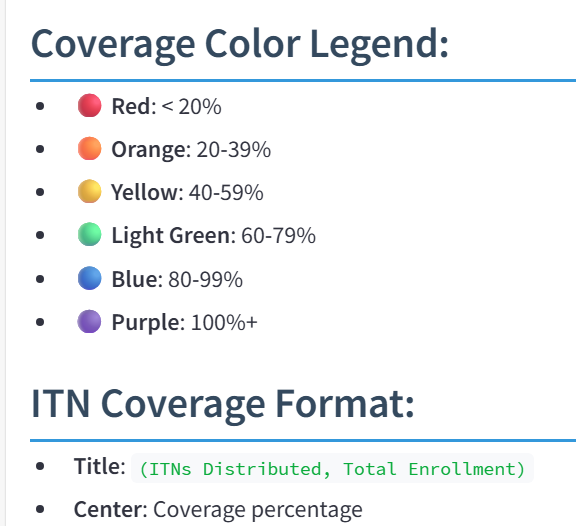 Coverage Color Legend:
• 🔴 Red: < 20%
• 🟠 Orange: 20-39%
• 🟡 Yellow: 40-59%
• 🟢 Light Green: 60-79%
• 🔵 Blue: 80-99%
• 🟣 Purple: 100%+
ITN Coverage Format:
• Title: (ITNs Distributed, Total Enrollment)
• Center: Coverage percentage